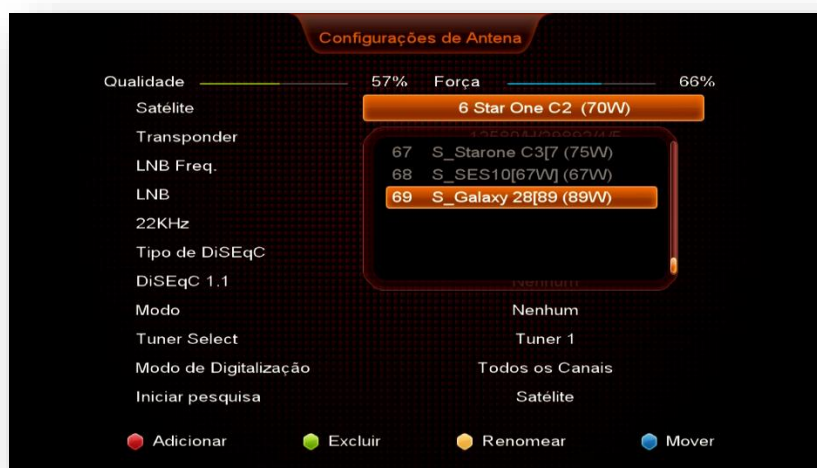 Configurações de Antena
Qualidade 57% Força 66%
Satélite 6 Star One C2 (70W)
Transponder
67 S_Starone C3[7 (75W)
LNB Freq.
68 S_SES10[67W] (67W)
LNB
69 S_Galaxy 28[89 (89W)
22KHz
Tipo de DiSEqC
DiSEqC 1.1 Nenhum
Modo Nenhum
Tuner Select Tuner 1
Modo de Digitalização Todos os Canais
Iniciar pesquisa Satélite
Adicionar Excluir Renomear Mover